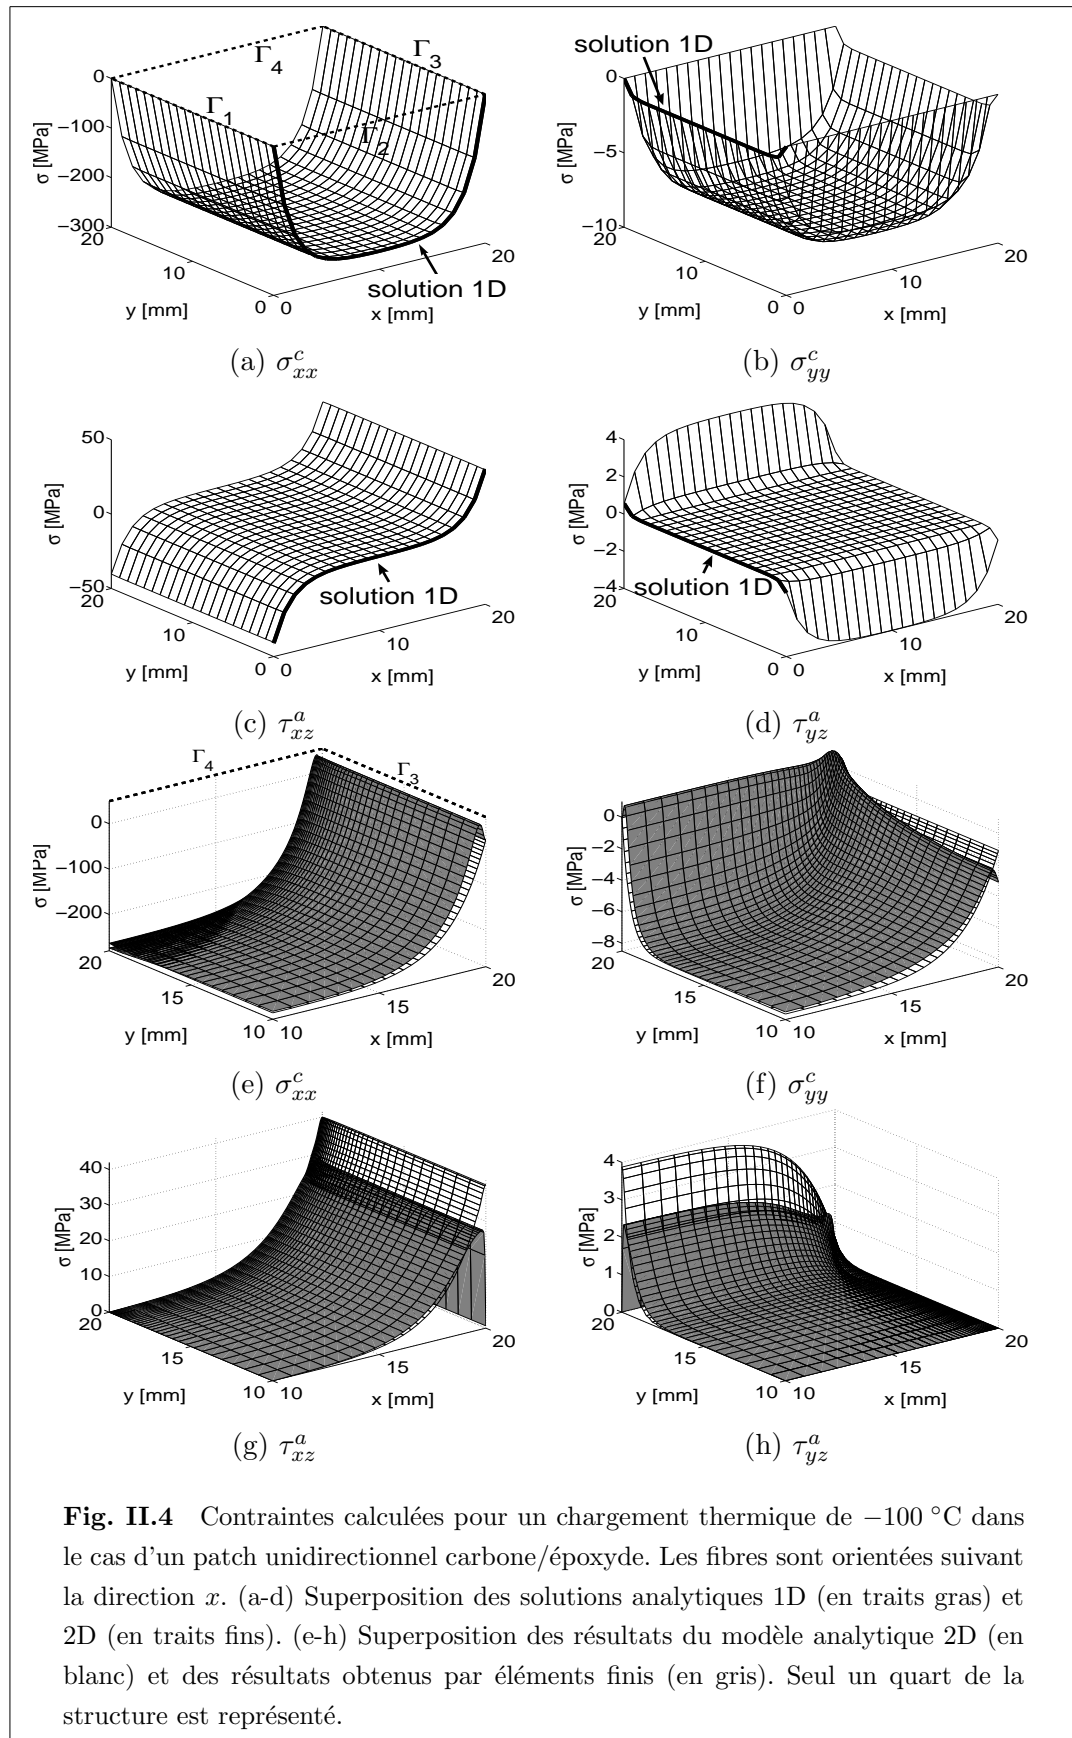 Γ4
Γ3
Γ1
Γ2
0
−100
−200
−300
σ [MPa]
20
10
0
y [mm]
0
20
x [mm]
solution 1D
(a) σ^c_xx
solution 1D
0
−5
−10
σ [MPa]
20
10
0
y [mm]
0
10
20
x [mm]
(b) σ^c_yy
50
0
−50
σ [MPa]
20
10
0
y [mm]
0
10
20
x [mm]
solution 1D
(c) τ^a_xz
4
2
0
−2
−4
σ [MPa]
20
10
0
y [mm]
0
10
20
x [mm]
solution 1D
(d) τ^a_yz
Γ4
Γ3
0
−100
−200
σ [MPa]
20
15
10
y [mm]
10
15
20
x [mm]
(e) σ^c_xx
0
−2
−4
−6
−8
σ [MPa]
20
15
10
y [mm]
10
15
20
x [mm]
(f) σ^c_yy
40
30
20
10
0
σ [MPa]
20
15
10
y [mm]
10
15
20
x [mm]
(g) τ^a_xz
4
3
2
1
0
σ [MPa]
20
15
10
y [mm]
10
15
20
x [mm]
(h) τ^a_yz
Fig. II.4 Contraintes calculées pour un chargement thermique de −100 °C dans
le cas d'un patch unidirectionnel carbone/époxyde. Les fibres sont orientées suivant
la direction x. (a-d) Superposition des solutions analytiques 1D (en traits gras) et
2D (en traits fins). (e-h) Superposition des résultats du modèle analytique 2D (en
blanc) et des résultats obtenus par éléments finis (en gris). Seul un quart de la
structure est représenté.